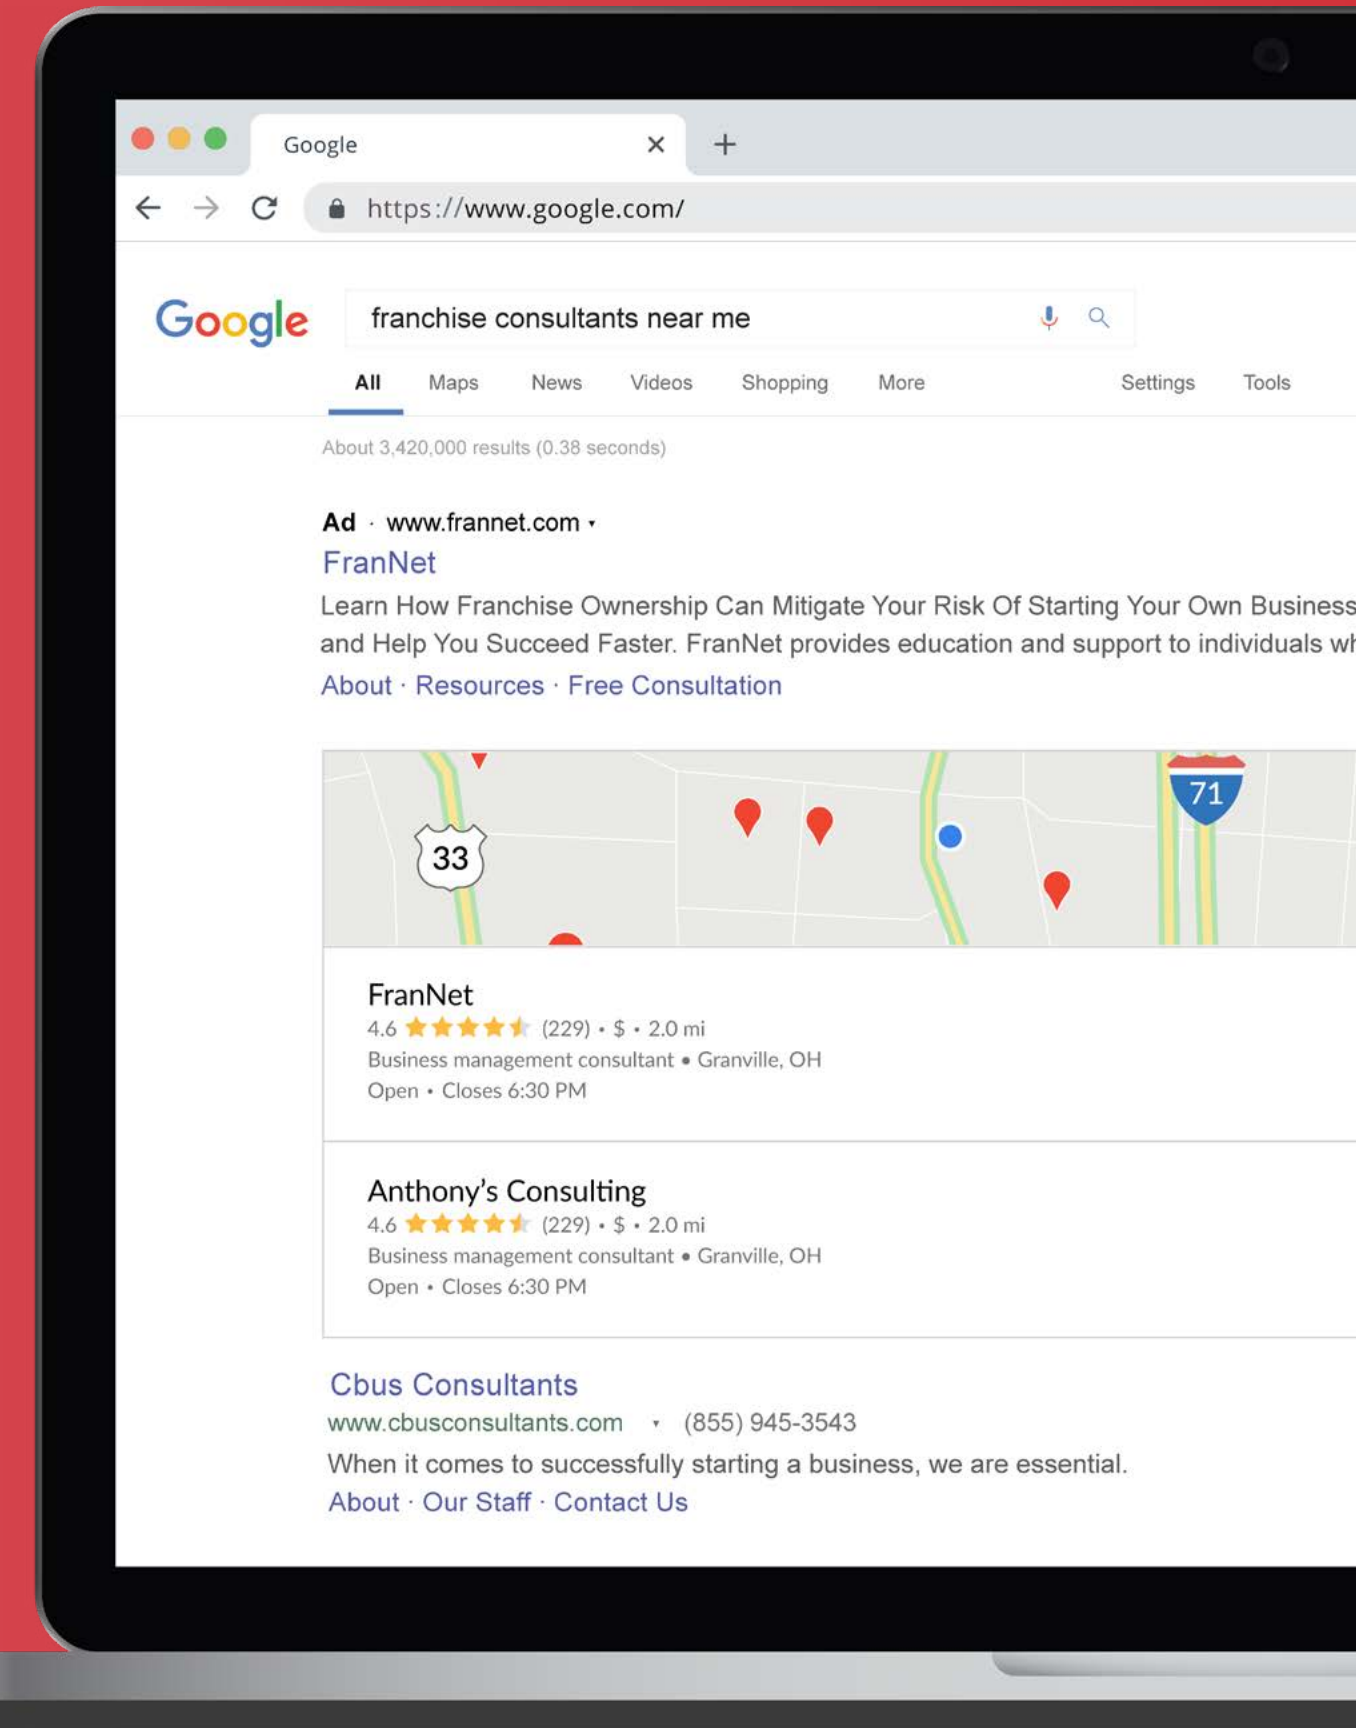 Google
https://www.google.com/
Google
franchise consultants near me
All Maps News Videos Shopping More Settings Tools
About 3,420,000 results (0.38 seconds)
Ad · www.frannet.com
FranNet
Learn How Franchise Ownership Can Mitigate Your Risk Of Starting Your Own Business
and Help You Succeed Faster. FranNet provides education and support to individuals
About · Resources · Free Consultation
71
33
FranNet
4.6 (229) • $ • 2.0 mi
Business management consultant • Granville, OH
Open • Closes 6:30 PM
Anthony's Consulting
4.6 (229) • $ • 2.0 mi
Business management consultant • Granville, OH
Open • Closes 6:30 PM
Cbus Consultants
www.cbusconsultants.com (855) 945-3543
When it comes to successfully starting a business, we are essential.
About · Our Staff · Contact Us